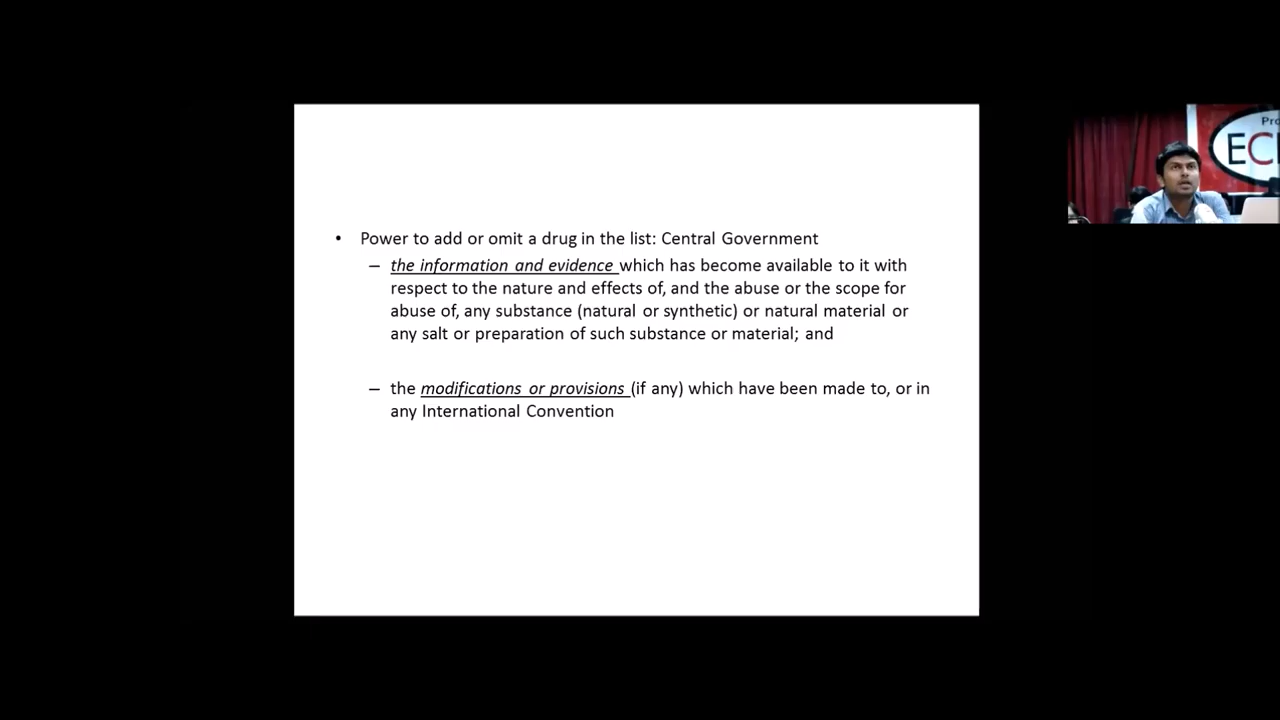 • Power to add or omit a drug in the list: Central Government
– the information and evidence which has become available to it with
respect to the nature and effects of, and the abuse or the scope for
abuse of, any substance (natural or synthetic) or natural material or
any salt or preparation of such substance or material; and
– the modifications or provisions (if any) which have been made to, or in
any International Convention
Pro
EC